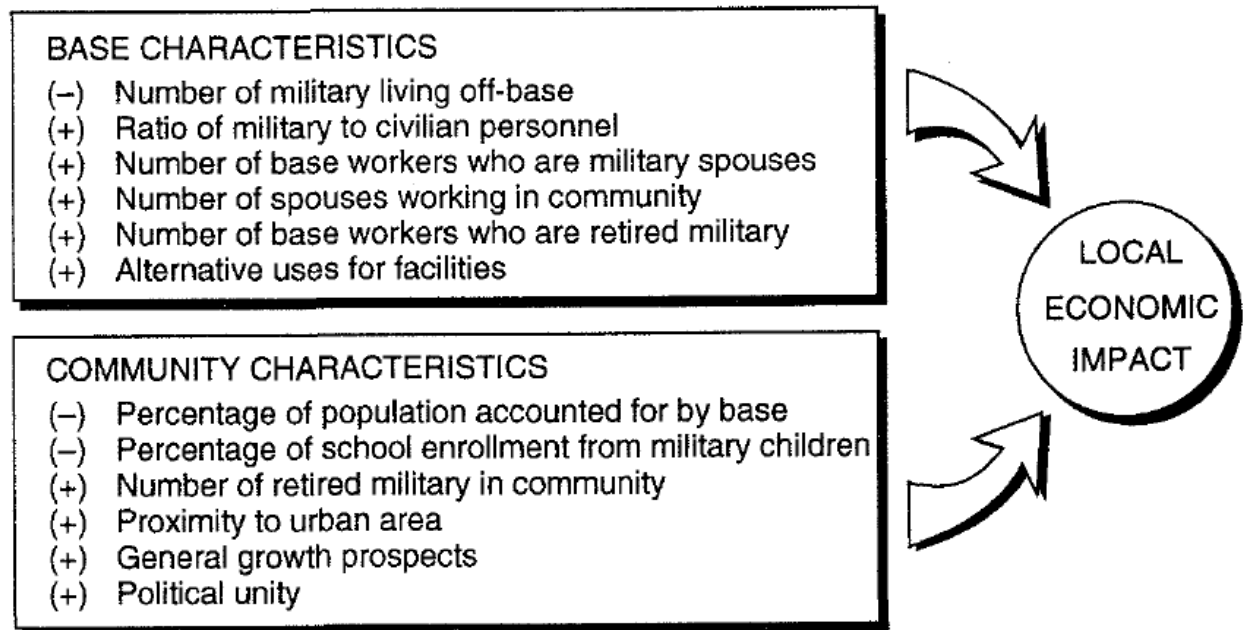 BASE CHARACTERISTICS
(–) Number of military living off-base
(+) Ratio of military to civilian personnel
(+) Number of base workers who are military spouses
(+) Number of spouses working in community
(+) Number of base workers who are retired military
(+) Alternative uses for facilities
COMMUNITY CHARACTERISTICS
(–) Percentage of population accounted for by base
(–) Percentage of school enrollment from military children
(+) Number of retired military in community
(+) Proximity to urban area
(+) General growth prospects
(+) Political unity
LOCAL
ECONOMIC
IMPACT